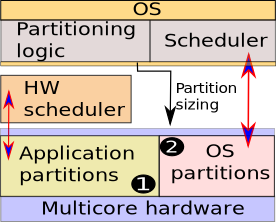 OS
Partitioning
logic
Scheduler
HW
scheduler
Partition
sizing
Application
partitions
1
2
OS
partitions
Multicore hardware